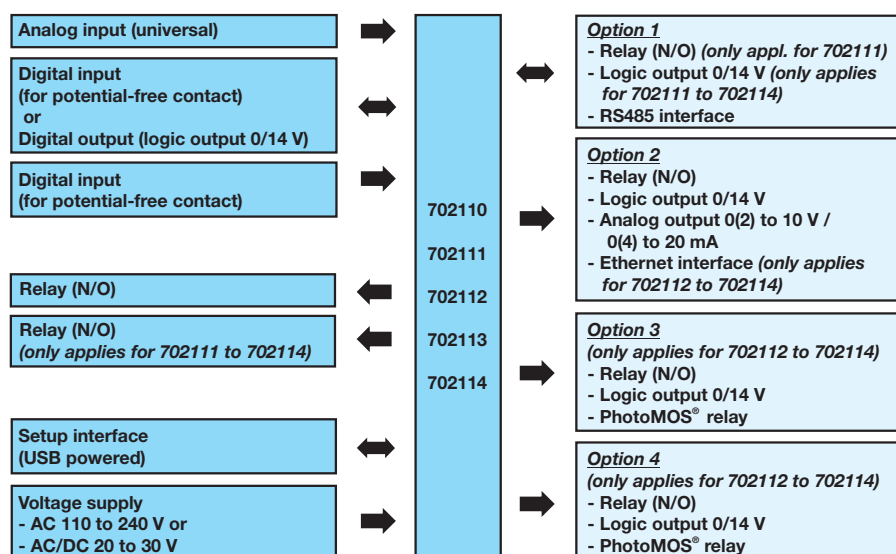 Analog input (universal)
Digital input
(for potential-free contact)
or
Digital output (logic output 0/14 V)
Digital input
(for potential-free contact)
Relay (N/O)
Relay (N/O)
(only applies for 702111 to 702114)
Setup interface
(USB powered)
Voltage supply
- AC 110 to 240 V or
- AC/DC 20 to 30 V
702110
702111
702112
702113
702114
Option 1
- Relay (N/O) (only appl. for 702111)
- Logic output 0/14 V (only applies
for 702111 to 702114)
- RS485 interface
Option 2
- Relay (N/O)
- Logic output 0/14 V
- Analog output 0(2) to 10 V /
0(4) to 20 mA
- Ethernet interface (only applies
for 702112 to 702114)
Option 3
(only applies for 702112 to 702114)
- Relay (N/O)
- Logic output 0/14 V
- PhotoMOS® relay
Option 4
(only applies for 702112 to 702114)
- Relay (N/O)
- Logic output 0/14 V
- PhotoMOS® relay